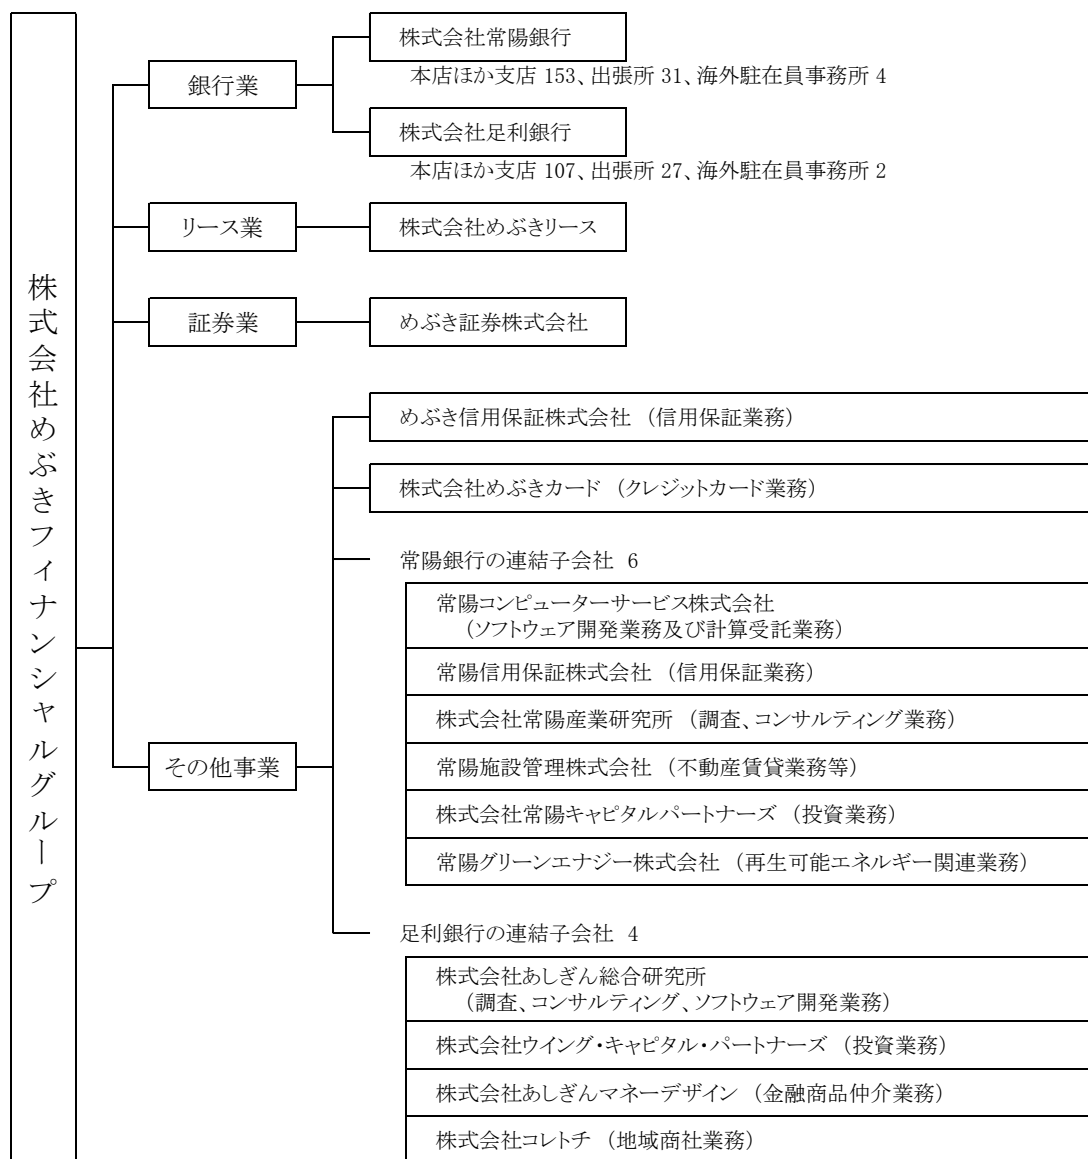 株式会社めぶきフィナンシャルグループ
銀行業
株式会社常陽銀行
本店ほか支店 153、出張所 31、海外駐在員事務所 4
株式会社足利銀行
本店ほか支店 107、出張所 27、海外駐在員事務所 2
リース業
株式会社めぶきリース
証券業
めぶき証券株式会社
その他事業
めぶき信用保証株式会社 (信用保証業務)
株式会社めぶきカード (クレジットカード業務)
常陽銀行の連結子会社 6
常陽コンピューターサービス株式会社
(ソフトウェア開発業務及び計算受託業務)
常陽信用保証株式会社 (信用保証業務)
株式会社常陽産業研究所 (調査、コンサルティング業務)
常陽施設管理株式会社 (不動産賃貸業務等)
株式会社常陽キャピタルパートナーズ (投資業務)
常陽グリーンエナジー株式会社 (再生可能エネルギー関連業務)
足利銀行の連結子会社 4
株式会社あしぎん総合研究所
(調査、コンサルティング、ソフトウェア開発業務)
株式会社ウイング・キャピタル・パートナーズ (投資業務)
株式会社あしぎんマネーデザイン (金融商品仲介業務)
株式会社コレトチ (地域商社業務)